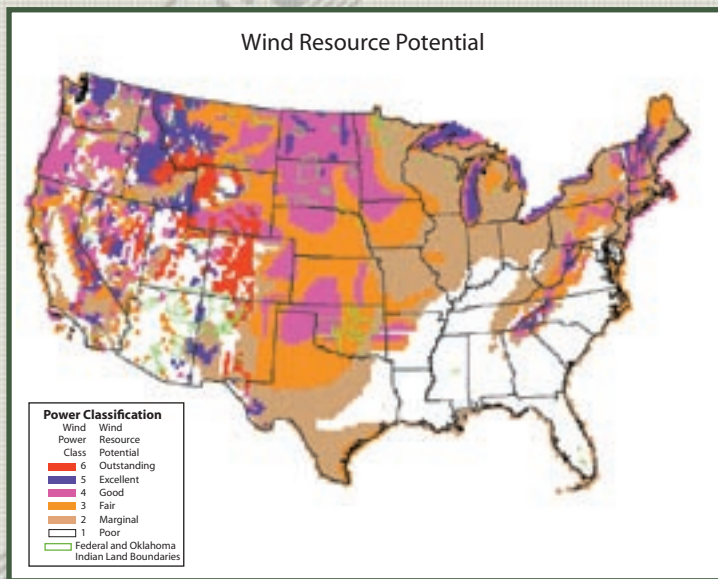 Wind Resource Potential
Power Classification
Wind Wind
Power Resource
Class Potential
6 Outstanding
5 Excellent
4 Good
3 Fair
2 Marginal
1 Poor
Federal and Oklahoma
Indian Land Boundaries